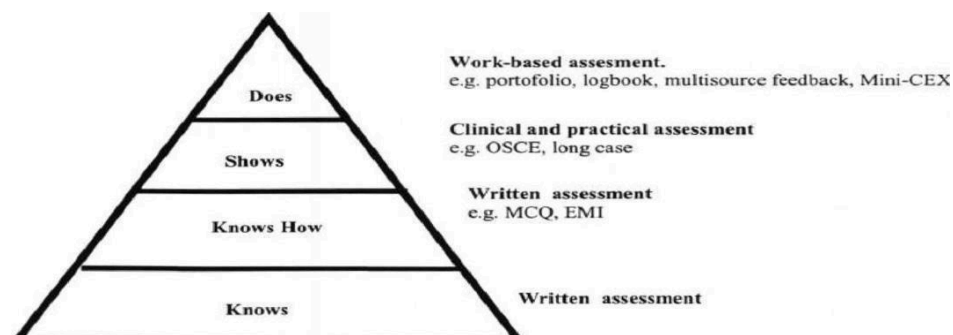 Work-based assesment.
e.g. portofolio, logbook, multisource feedback, Mini-CEX
Does
Clinical and practical assessment
e.g. OSCE, long case
Shows
Written assessment
e.g. MCQ, EMI
Knows How
Written assessment
Knows